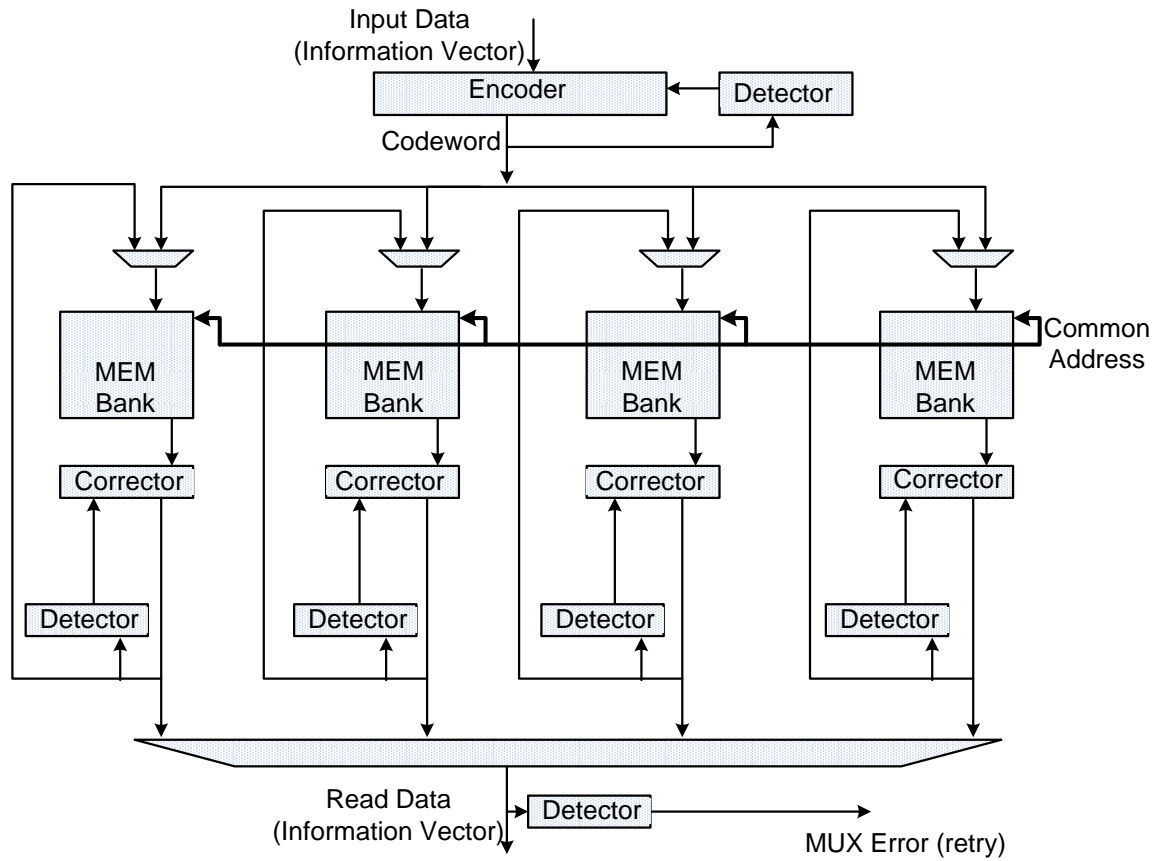 Input Data
(Information Vector)
Encoder
Detector
Codeword
Common
Address
MEM
Bank
MEM
Bank
MEM
Bank
MEM
Bank
Corrector
Corrector
Corrector
Corrector
Detector
Detector
Detector
Detector
Read Data
(Information Vector)
Detector
MUX Error (retry)